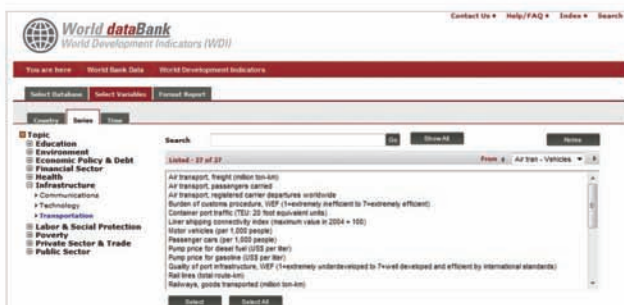 Contact Us Help/FAQ Index Search
World dataBank
World Development Indicators (WDI)
You are here World Bank Data World Development Indicators
Select Database Select Variables Format Report
Country Series Time
Topic
Education
Environment
Economic Policy & Debt
Financial Sector
Health
Infrastructure
Communications
Technology
Transportation
Labor & Social Protection
Poverty
Private Sector & Trade
Public Sector
Search Go Show All Notes
Listed - 27 of 27 From Air tran - Vehicles
Air transport, freight (million ton-km)
Air transport, passengers carried
Air transport, registered carrier departures worldwide
Burden of customs procedure, WEF (1=extremely inefficient to 7=extremely efficient)
Container port traffic (TEU: 20 foot equivalent units)
Liner shipping connectivity index (maximum value in 2004 = 100)
Motor vehicles (per 1,000 people)
Passenger cars (per 1,000 people)
Pump price for diesel fuel (US$ per liter)
Pump price for gasoline (US$ per liter)
Quality of port infrastructure, WEF (1=extremely underdeveloped to 7=well developed and efficient by international standards)
Rail lines (total route-km)
Railways, goods transported (million ton-km)
Select Select All